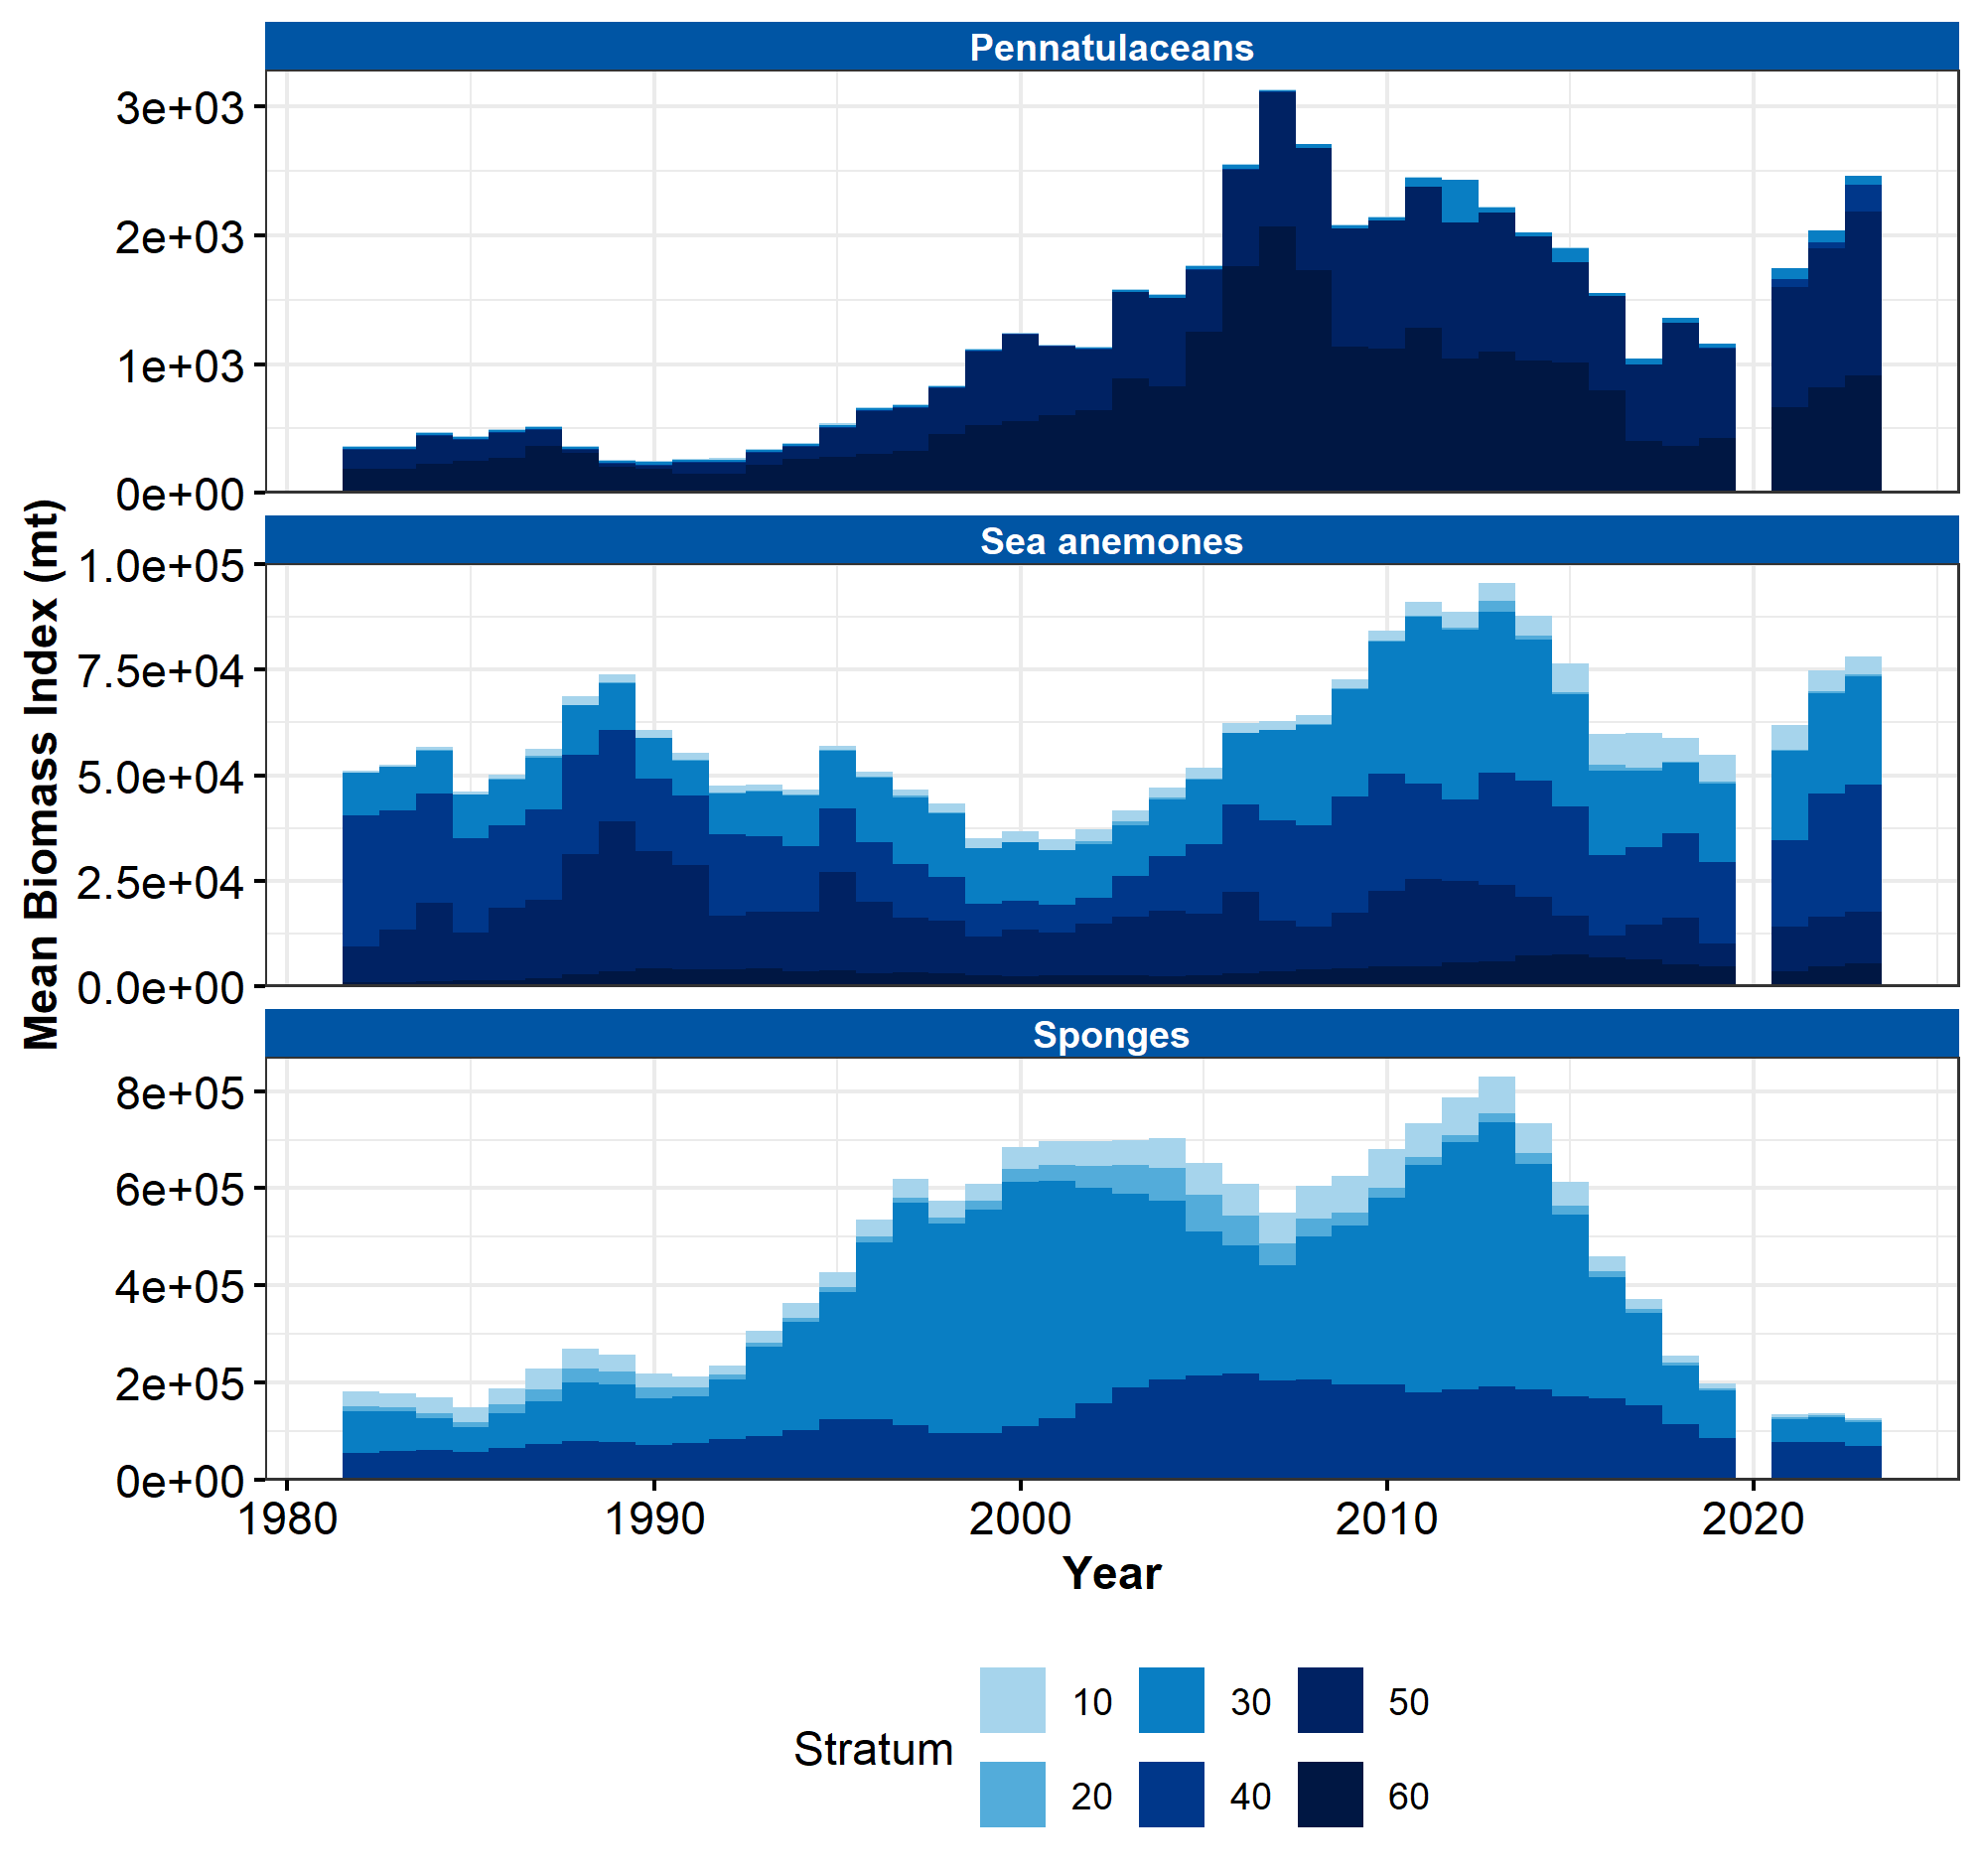 Pennatulaceans
3e+03
2e+03
1e+03
0e+00
Sea anemones
1.0e+05
7.5e+04
5.0e+04
2.5e+04
0.0e+00
Mean Biomass Index (mt)
Sponges
8e+05
6e+05
4e+05
2e+05
0e+00
1980 1990 2000 2010 2020
Year
Stratum
10 30 50
20 40 60